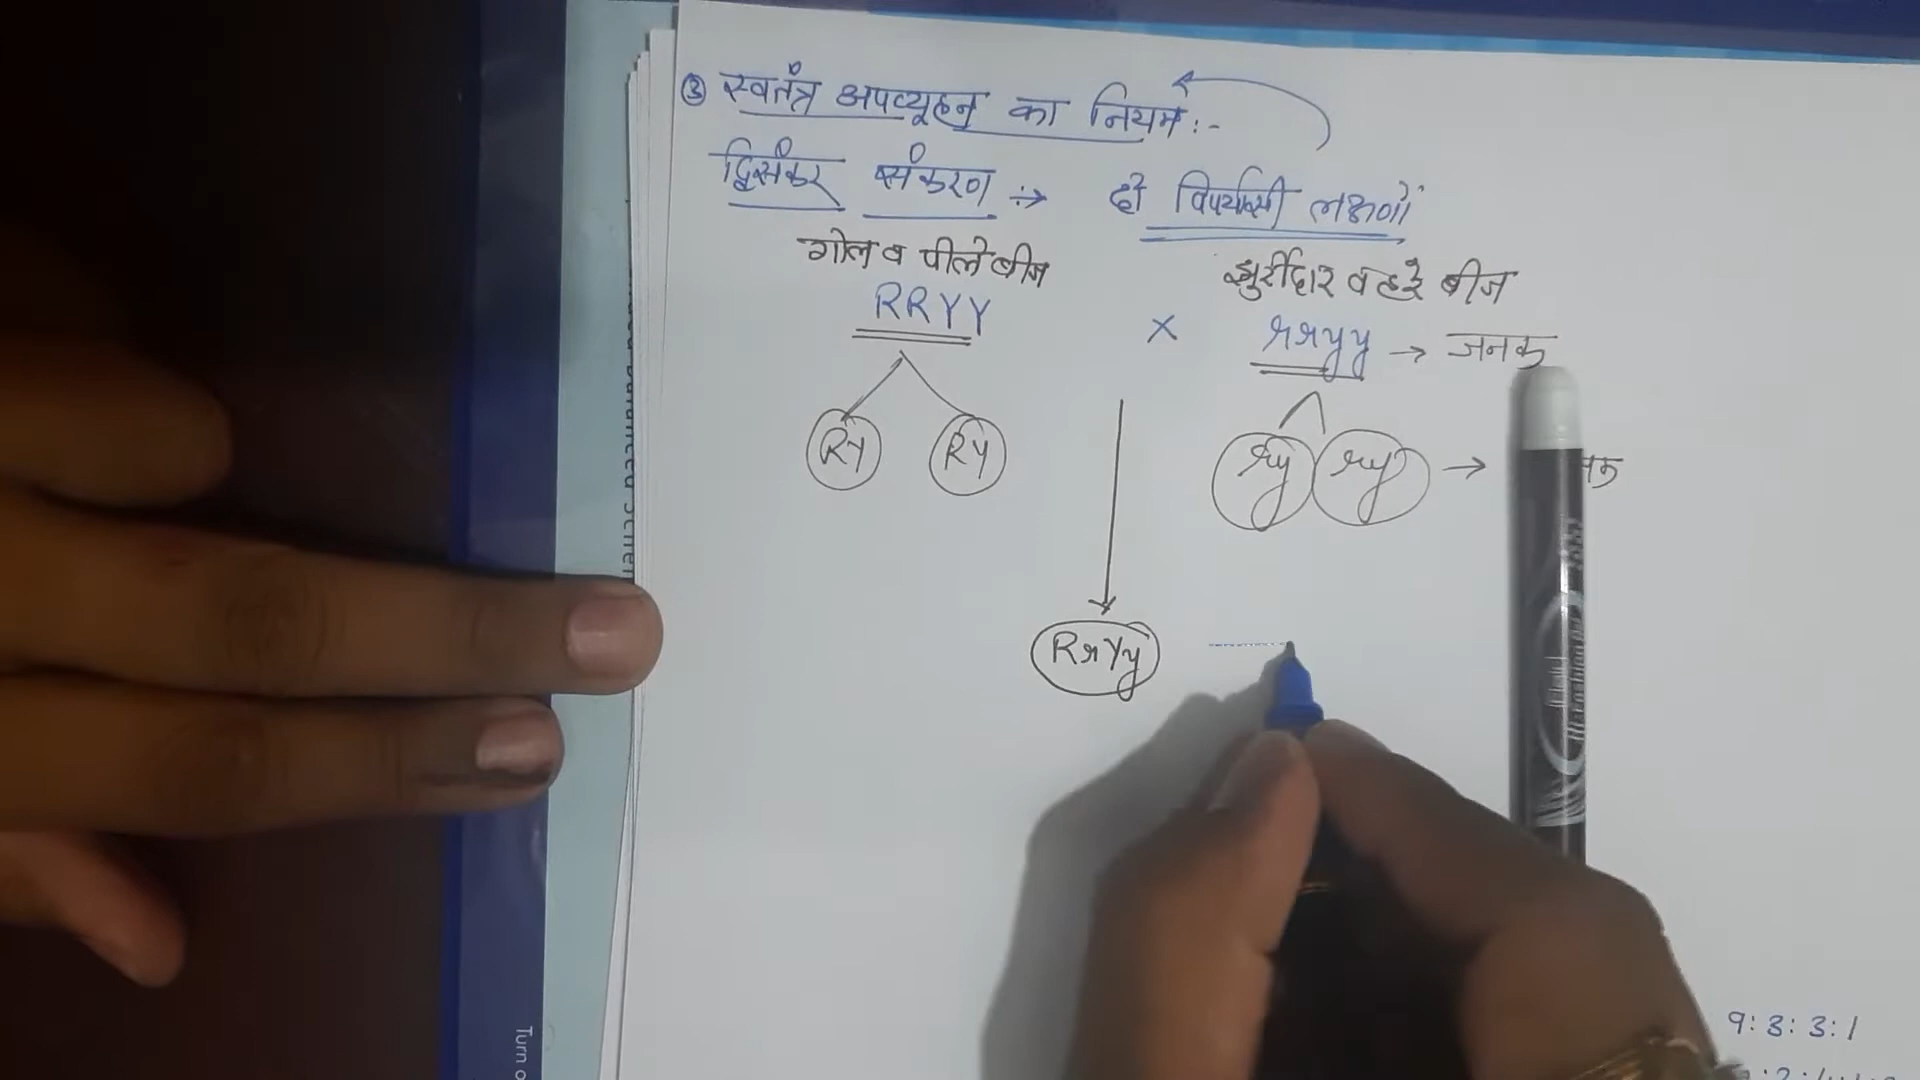 ③ स्वतंत्र अपव्यूहन का नियम :-
द्विसंकर संकरण ÷→ दो विपर्यासी लक्षणों
गोल व पीले बीज झुर्रीदार व हरे बीज
RRYY × rryy → जनक
RY RY ry ry →
RrYy
9:3:3:1
Turn o